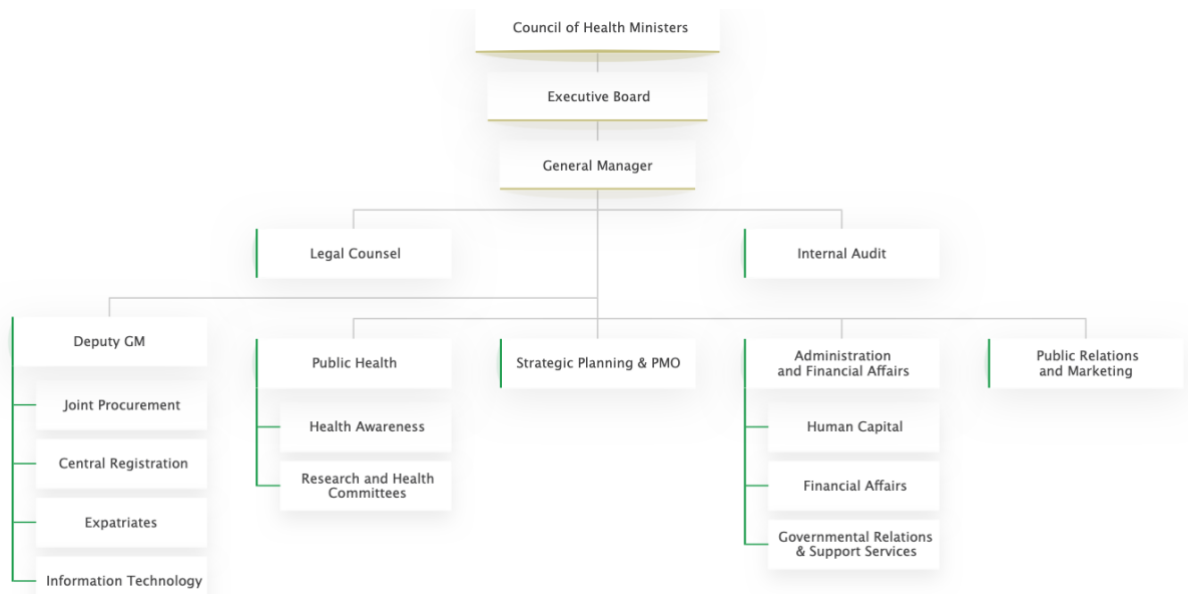 Council of Health Ministers
Executive Board
General Manager
Legal Counsel
Internal Audit
Deputy GM
Joint Procurement
Central Registration
Expatriates
Information Technology
Public Health
Health Awareness
Research and Health
Committees
Strategic Planning & PMO
Administration
and Financial Affairs
Human Capital
Financial Affairs
Governmental Relations
& Support Services
Public Relations
and Marketing